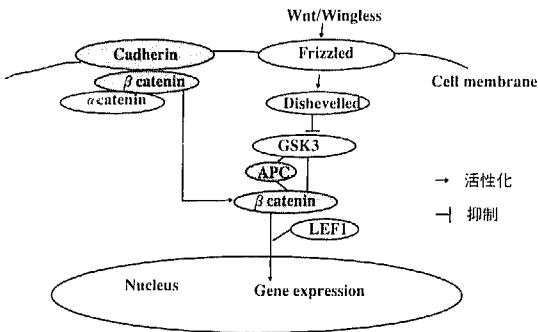 Wnt/Wingless
Cadherin
Frizzled
β catenin
Cell membrane
α catenin
Dishevelled
GSK3
APC
→ 活性化
β catenin
⊣ 抑制
LEF1
Nucleus
Gene expression